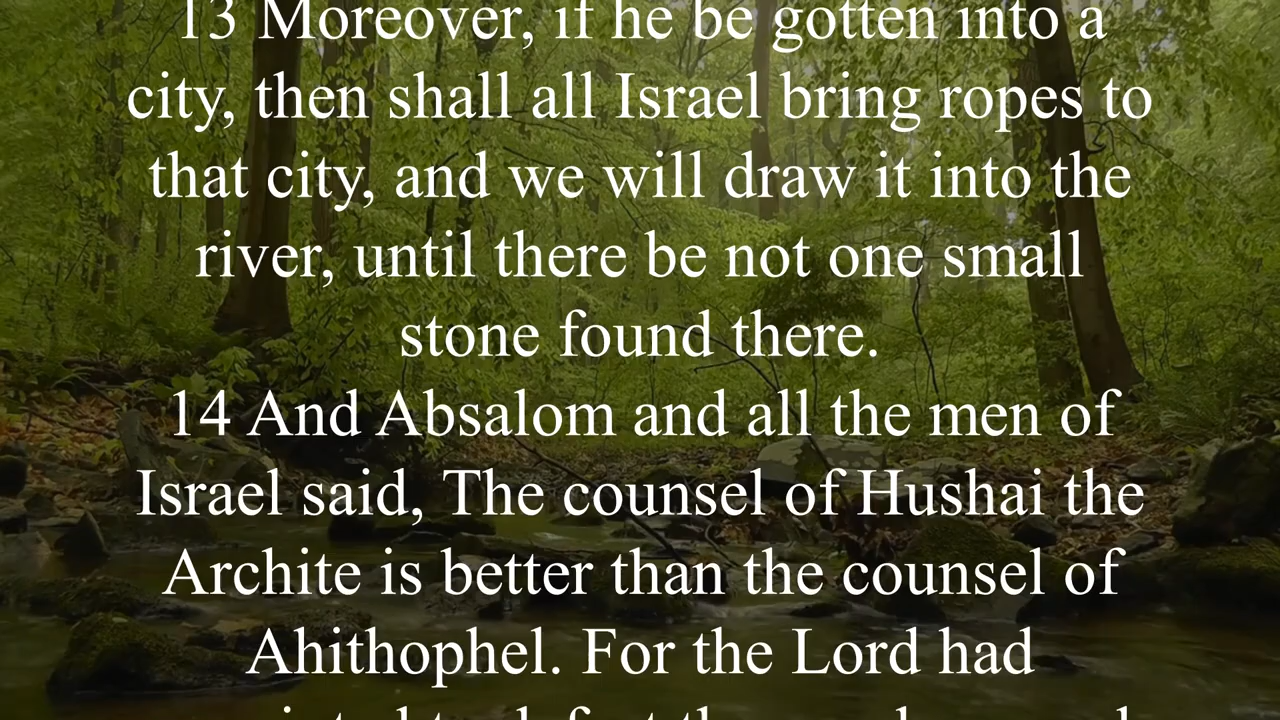 13 Moreover, if he be gotten into a
city, then shall all Israel bring ropes to
that city, and we will draw it into the
river, until there be not one small
stone found there.
14 And Absalom and all the men of
Israel said, The counsel of Hushai the
Archite is better than the counsel of
Ahithophel. For the Lord had